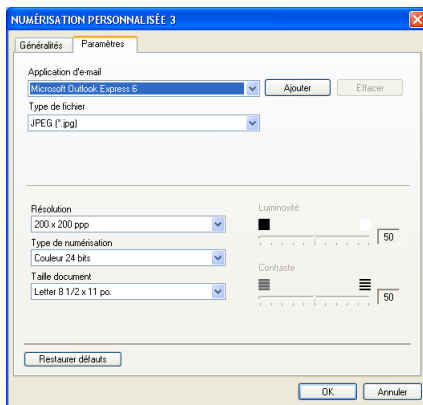 NUMÉRISATION PERSONNALISÉE 3
Généralités Paramètres
Application d'e-mail
Microsoft Outlook Express 6 Ajouter Effacer
Type de fichier
JPEG (*.jpg)
Résolution Luminosité
200 x 200 ppp 50
Type de numérisation
Couleur 24 bits
Taille document Contraste
Letter 8 1/2 x 11 po. 50
Restaurer défauts
OK Annuler